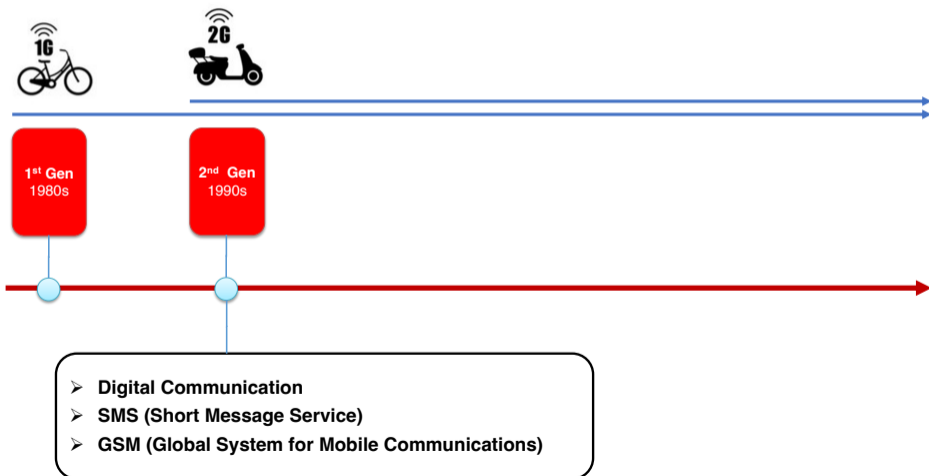 1G
2G
1st Gen
1980s
2nd Gen
1990s
➢ Digital Communication
➢ SMS (Short Message Service)
➢ GSM (Global System for Mobile Communications)